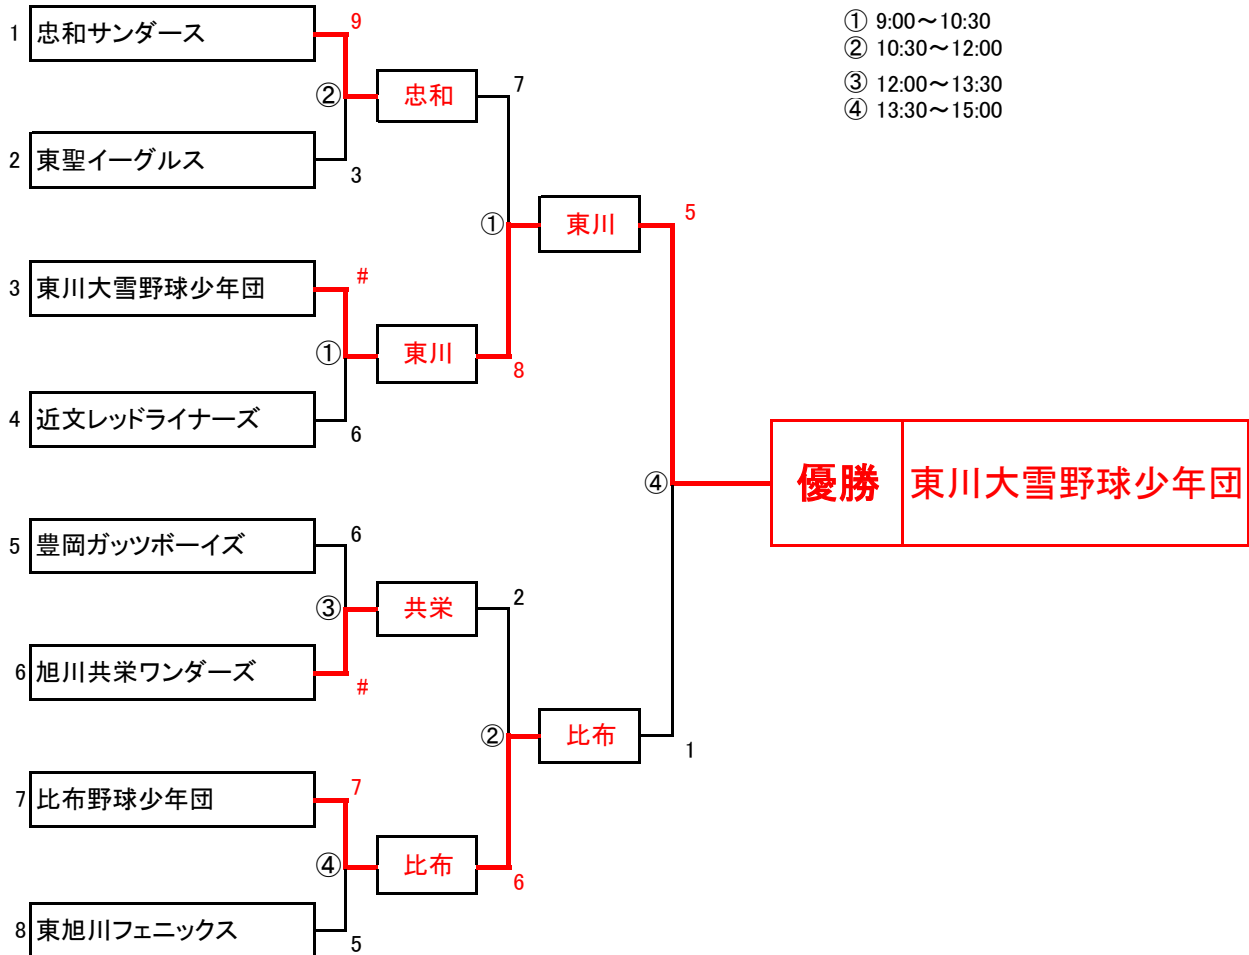 ① 9:00～10:30
② 10:30～12:00
③ 12:00～13:30
④ 13:30～15:00
1 忠和サンダース 9
② 忠和 7
2 東聖イーグルス 3
① 東川 5
3 東川大雪野球少年団 #
① 東川 8
4 近文レッドライナーズ 6
④ 優勝 東川大雪野球少年団
5 豊岡ガッツボーイズ 6
③ 共栄 2
6 旭川共栄ワンダーズ #
② 比布 1
7 比布野球少年団 7
④ 比布 6
8 東旭川フェニックス 5